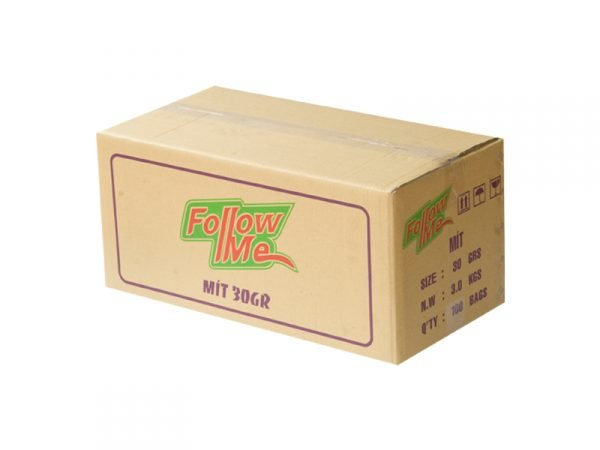 Follow
Me
MÍT 30GR
Follow
Me
MÍT
SIZE : 30 GRS
N.W : 3.0 KGS
Q'TY : 100 BAGS